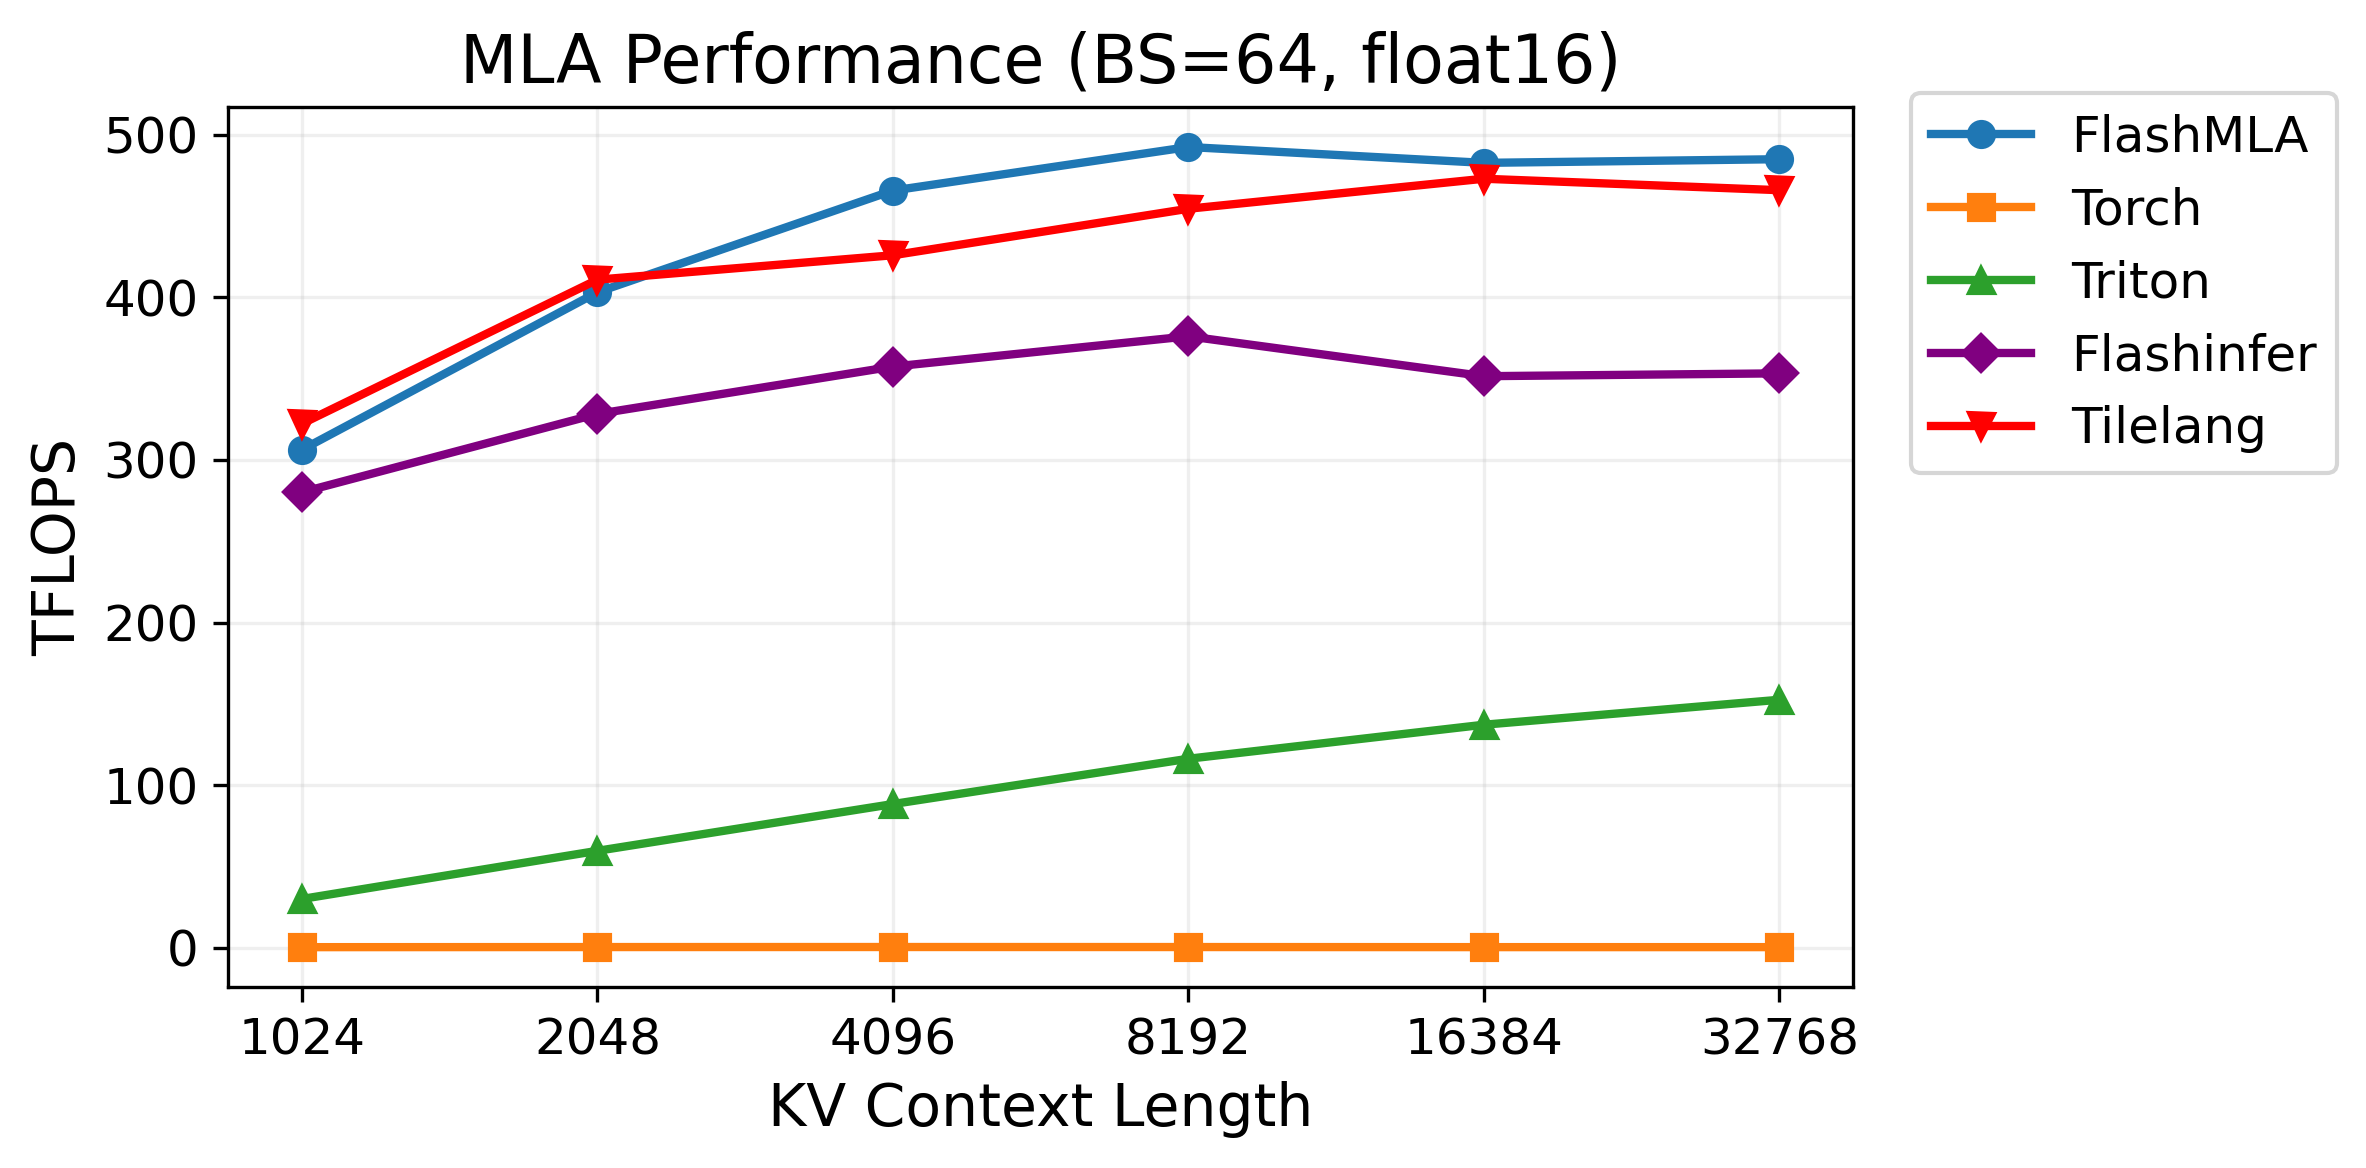 MLA Performance (BS=64, float16)
500
400
300
200
100
0
TFLOPS
1024 2048 4096 8192 16384 32768
KV Context Length
FlashMLA
Torch
Triton
Flashinfer
Tilelang